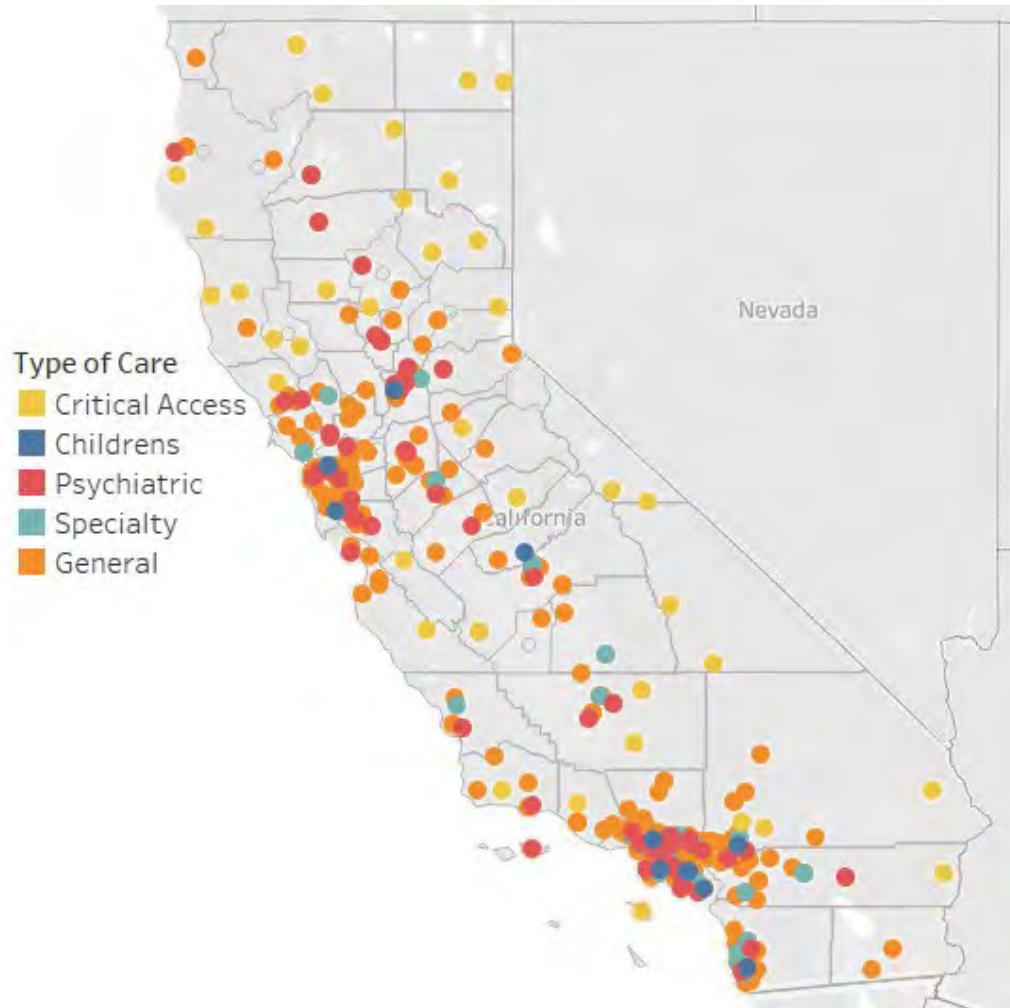 Nevada
Type of Care
Critical Access
Childrens
Psychiatric
Specialty
General
California